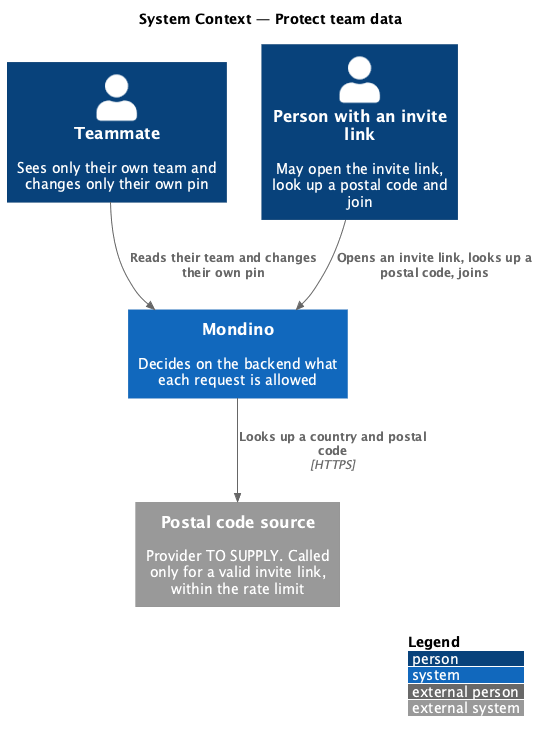 System Context — Protect team data
Teammate
Sees only their own team and
changes only their own pin
Person with an invite
link
May open the invite link,
look up a postal code and
join
Reads their team and changes
their own pin
Opens an invite link, looks up a
postal code, joins
Mondino
Decides on the backend what
each request is allowed
Looks up a country and postal
code
[HTTPS]
Postal code source
Provider TO SUPPLY. Called
only for a valid invite link,
within the rate limit
Legend
person
system
external person
external system